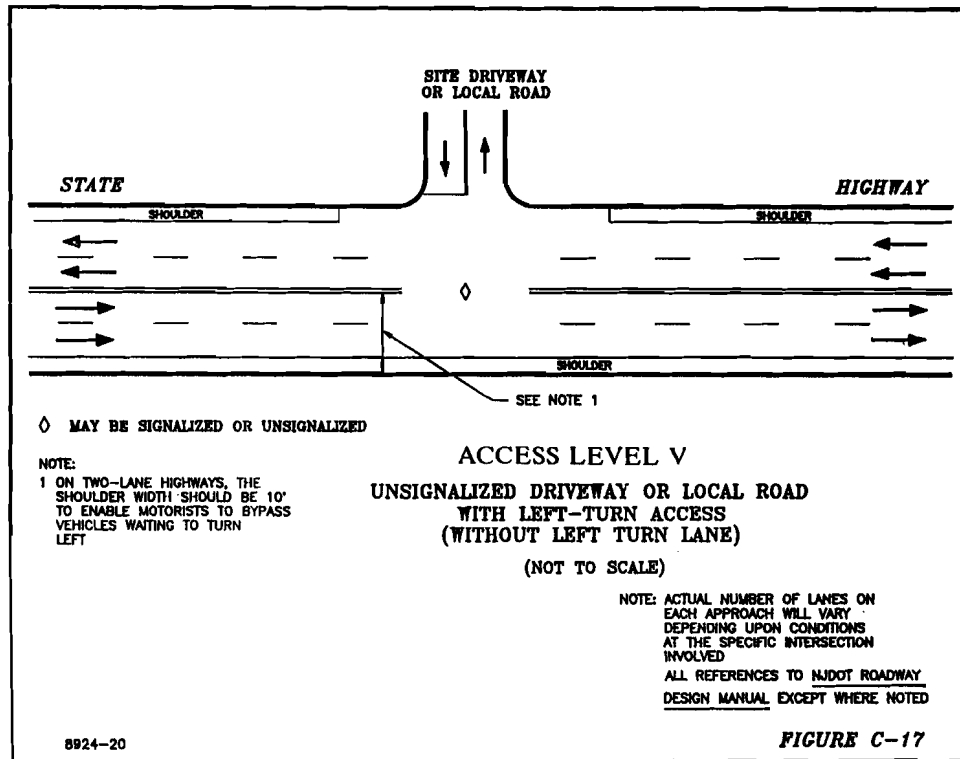 SITE DRIVEWAY
OR LOCAL ROAD
STATE
HIGHWAY
SHOULDER
SHOULDER
SHOULDER
SEE NOTE 1
◊ MAY BE SIGNALIZED OR UNSIGNALIZED
NOTE:
1 ON TWO-LANE HIGHWAYS, THE
SHOULDER WIDTH SHOULD BE 10'
TO ENABLE MOTORISTS TO BYPASS
VEHICLES WAITING TO TURN
LEFT
ACCESS LEVEL V
UNSIGNALIZED DRIVEWAY OR LOCAL ROAD
WITH LEFT-TURN ACCESS
(WITHOUT LEFT TURN LANE)
(NOT TO SCALE)
NOTE: ACTUAL NUMBER OF LANES ON
EACH APPROACH WILL VARY
DEPENDING UPON CONDITIONS
AT THE SPECIFIC INTERSECTION
INVOLVED
ALL REFERENCES TO NJDOT ROADWAY
DESIGN MANUAL EXCEPT WHERE NOTED
8924-20
FIGURE C-17